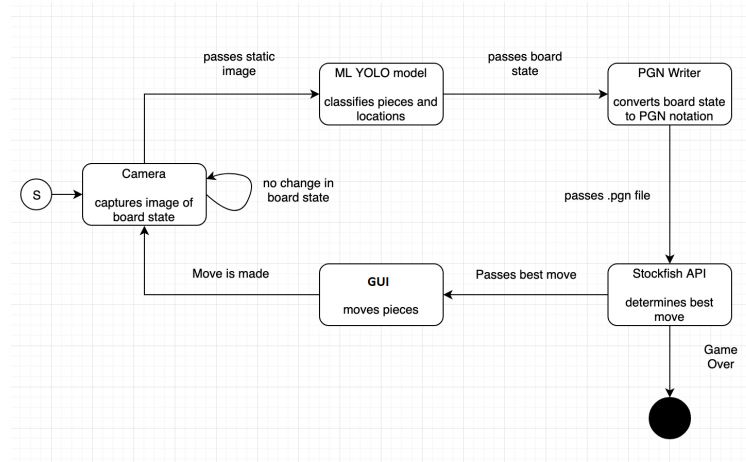 passes static
image
ML YOLO model
classifies pieces and
locations
passes board
state
PGN Writer
converts board state
to PGN notation
S
Camera
captures image of
board state
no change in
board state
passes .pgn file
Move is made
GUI
moves pieces
Passes best move
Stockfish API
determines best
move
Game
Over